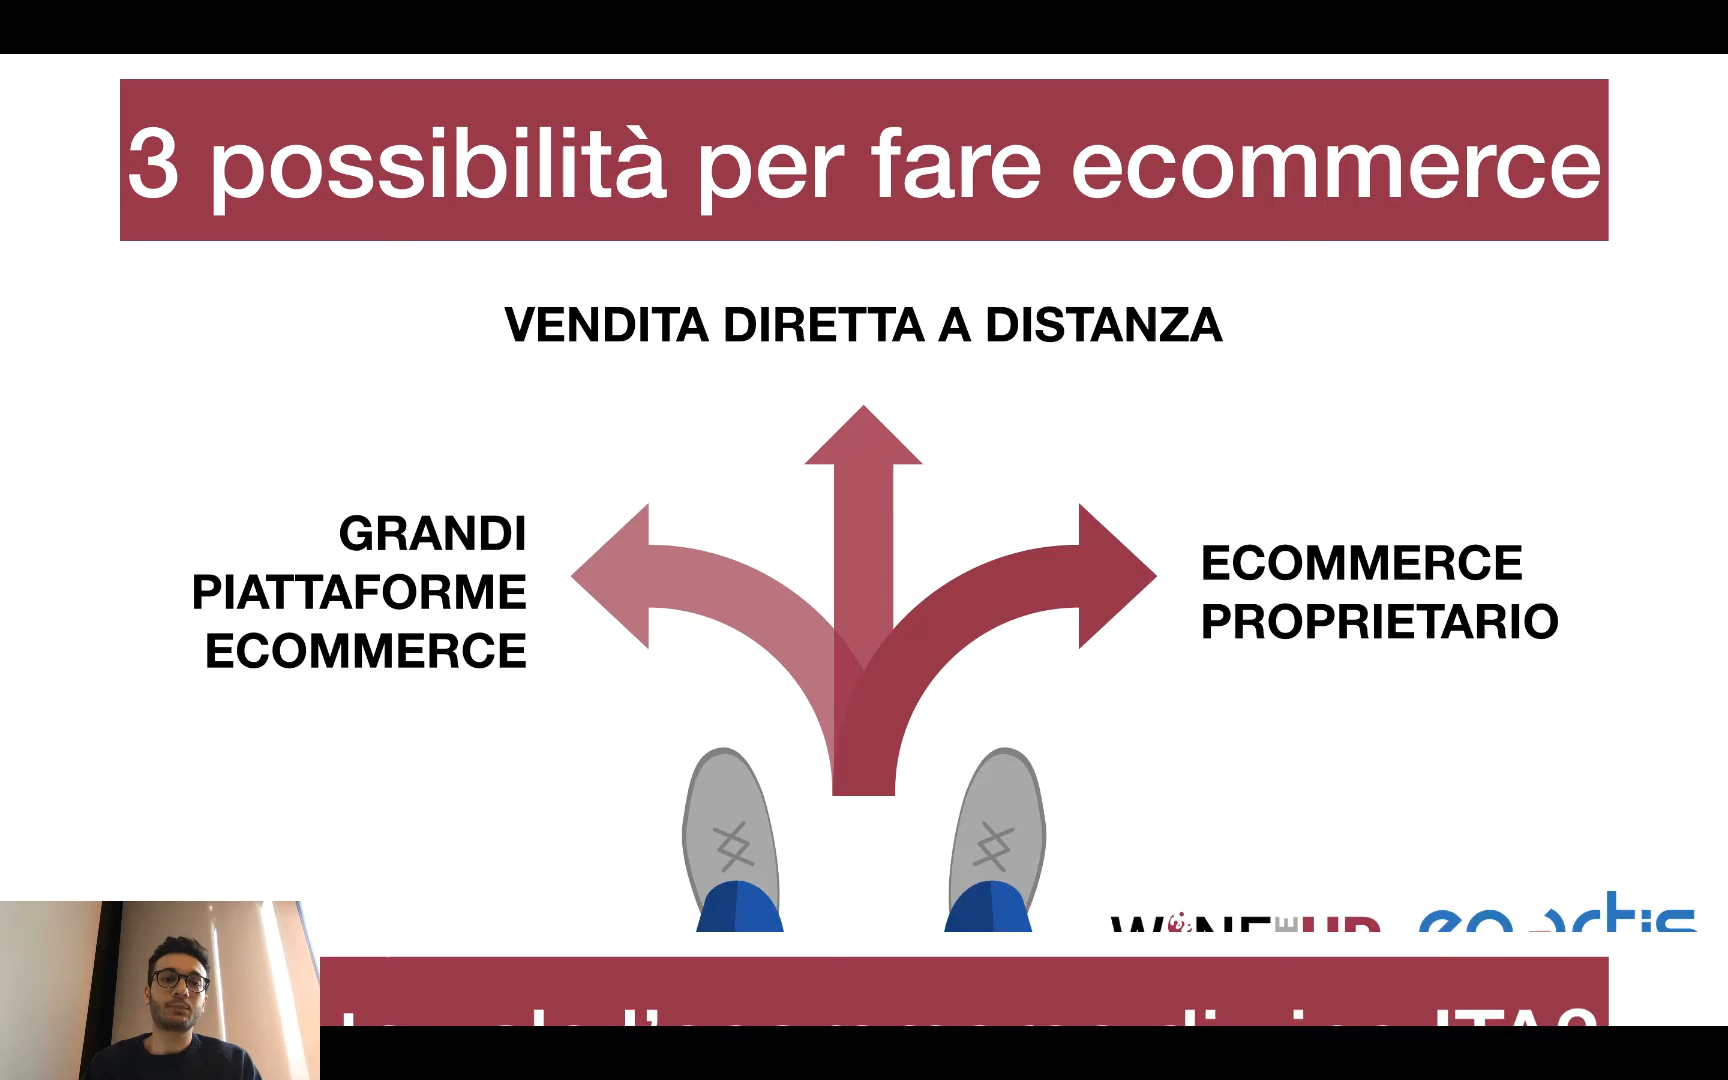 3 possibilità per fare ecommerce
VENDITA DIRETTA A DISTANZA
GRANDI
PIATTAFORME
ECOMMERCE
ECOMMERCE
PROPRIETARIO